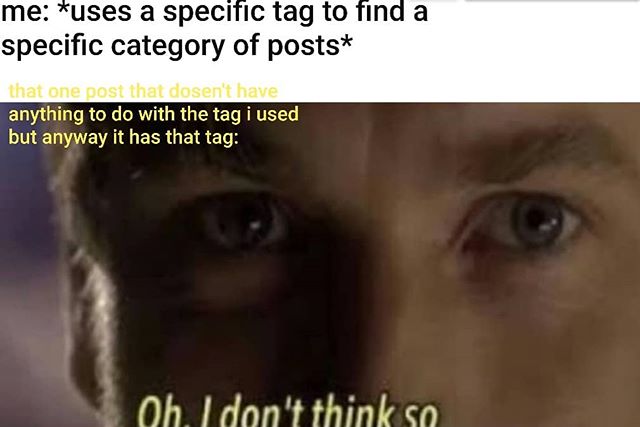 me: *uses a specific tag to find a
specific category of posts*
that one post that dosen't have
anything to do with the tag i used
but anyway it has that tag:
Oh, I don't think so